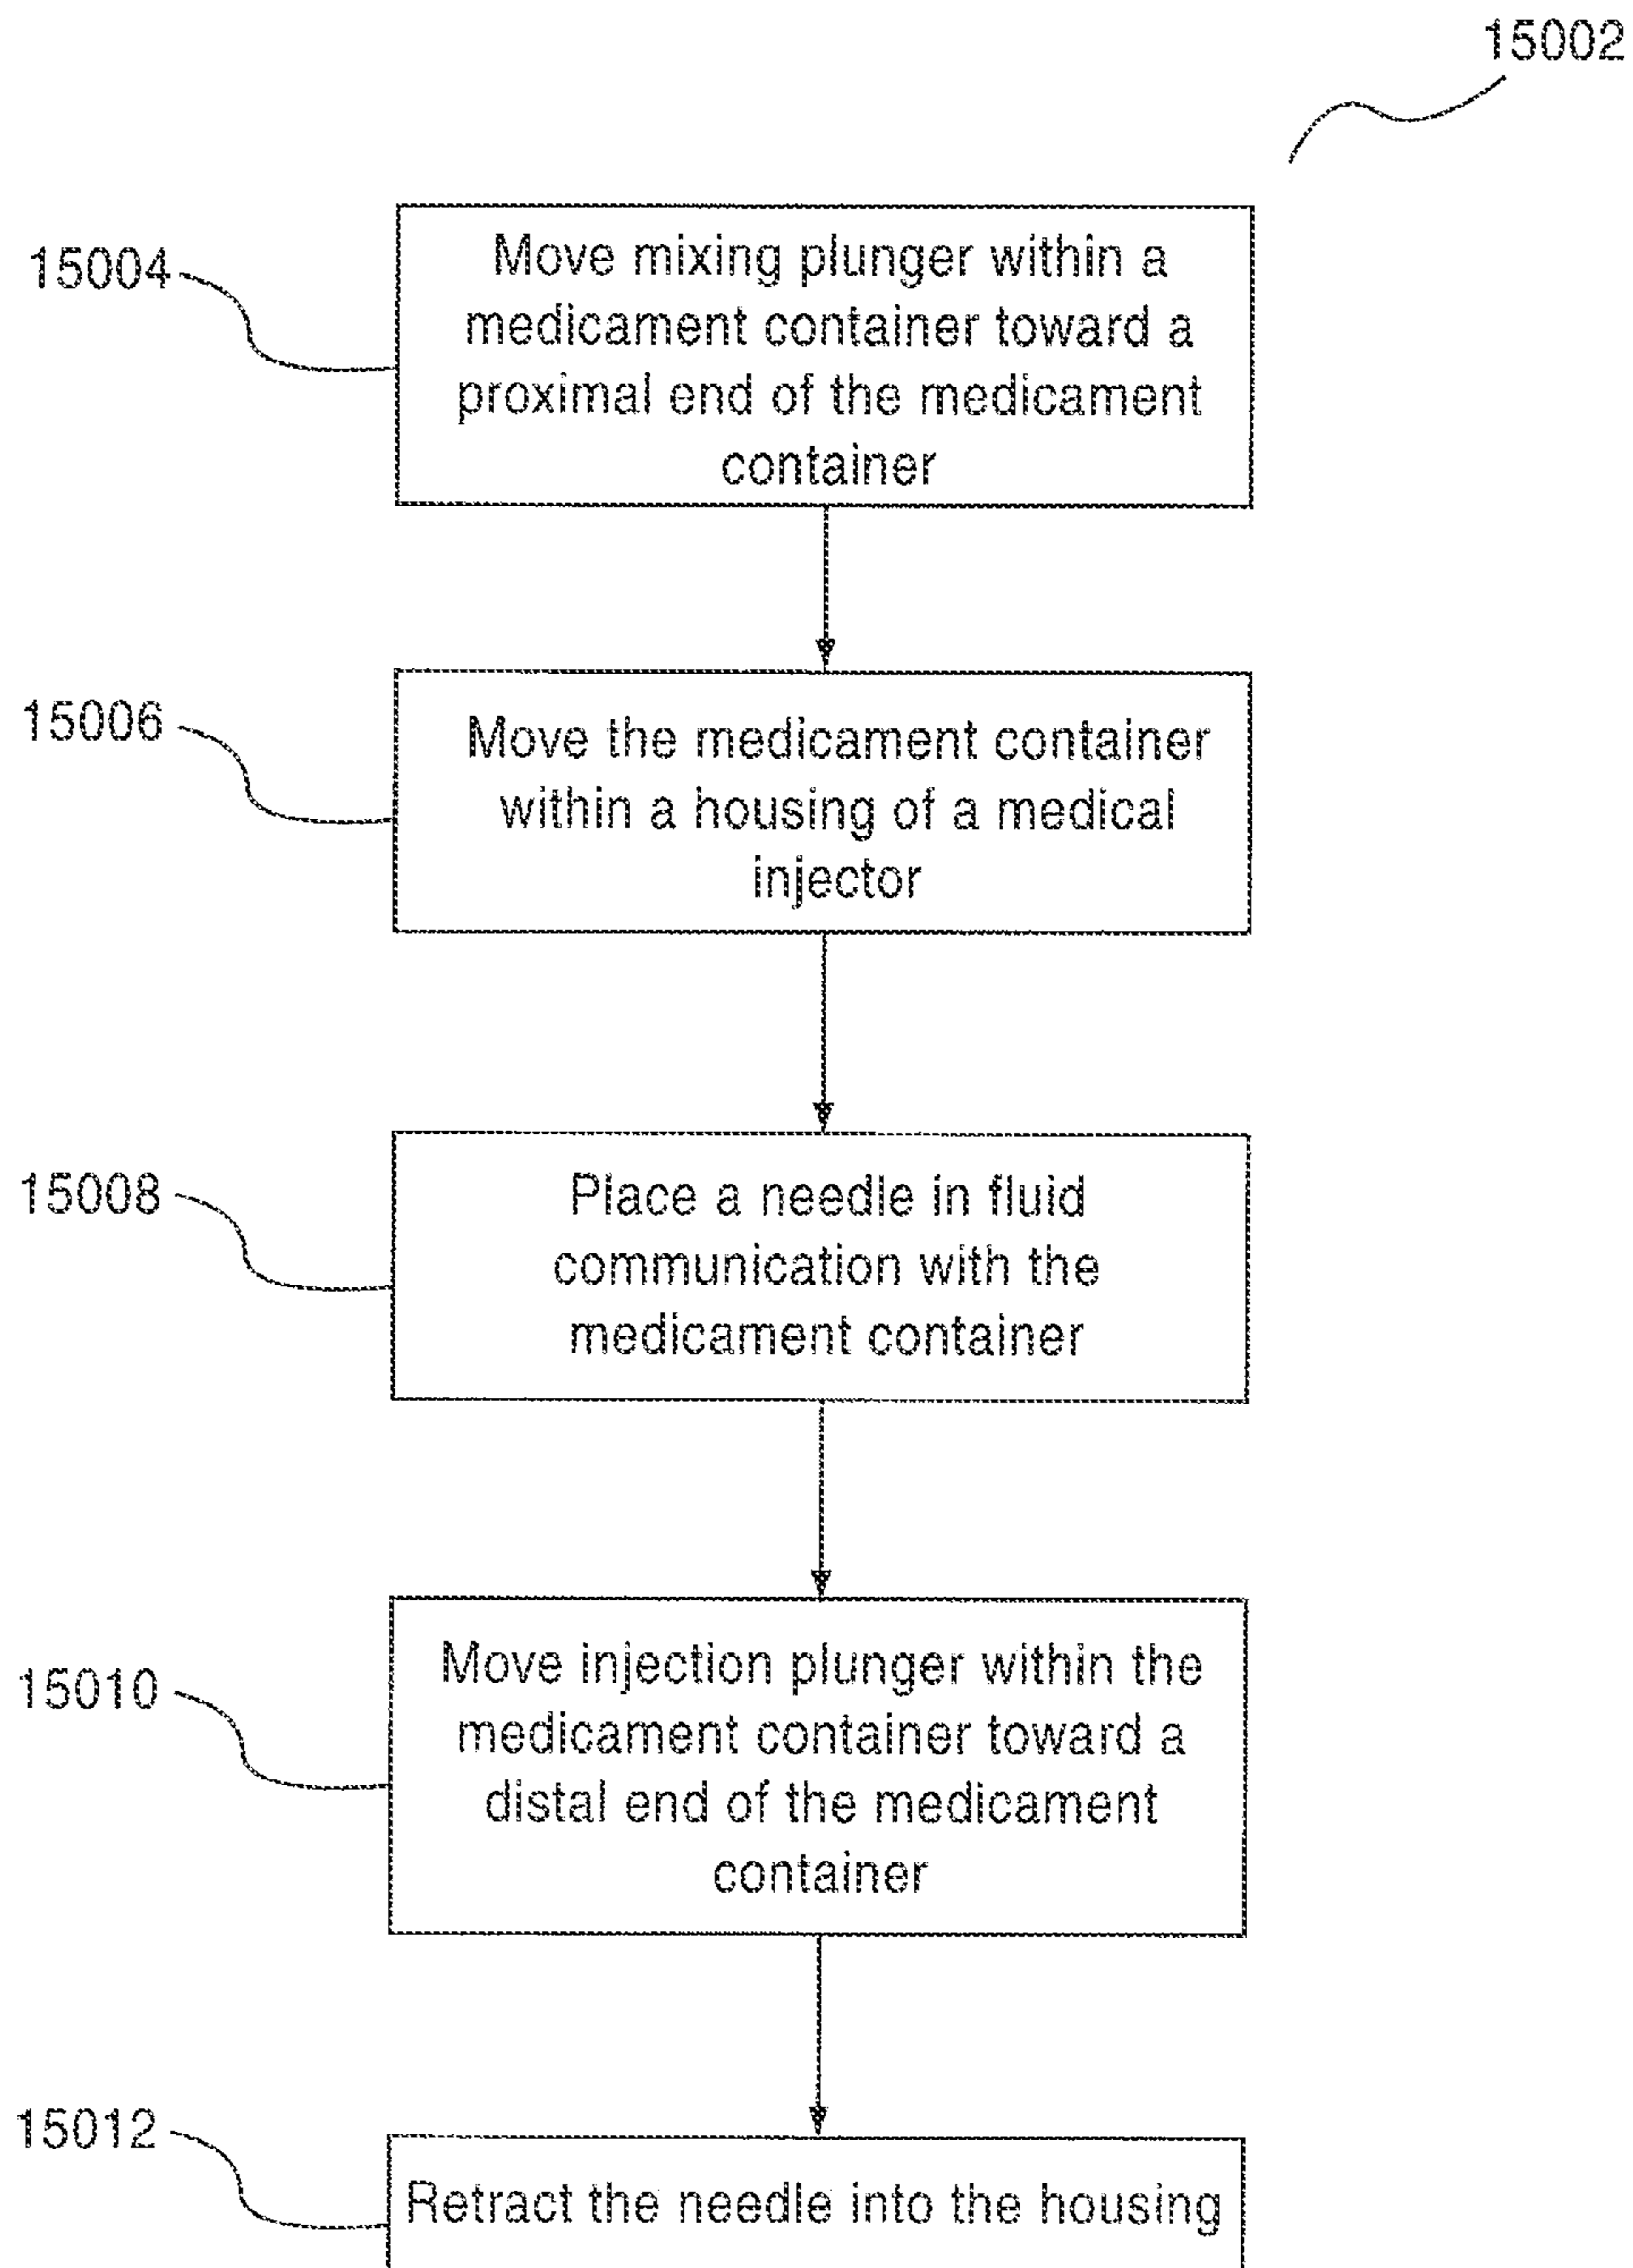 15002
15004
Move mixing plunger within a
medicament container toward a
proximal end of the medicament
container
15006
Move the medicament container
within a housing of a medical
injector
15008
Place a needle in fluid
communication with the
medicament container
15010
Move injection plunger within the
medicament container toward a
distal end of the medicament
container
15012
Retract the needle into the housing